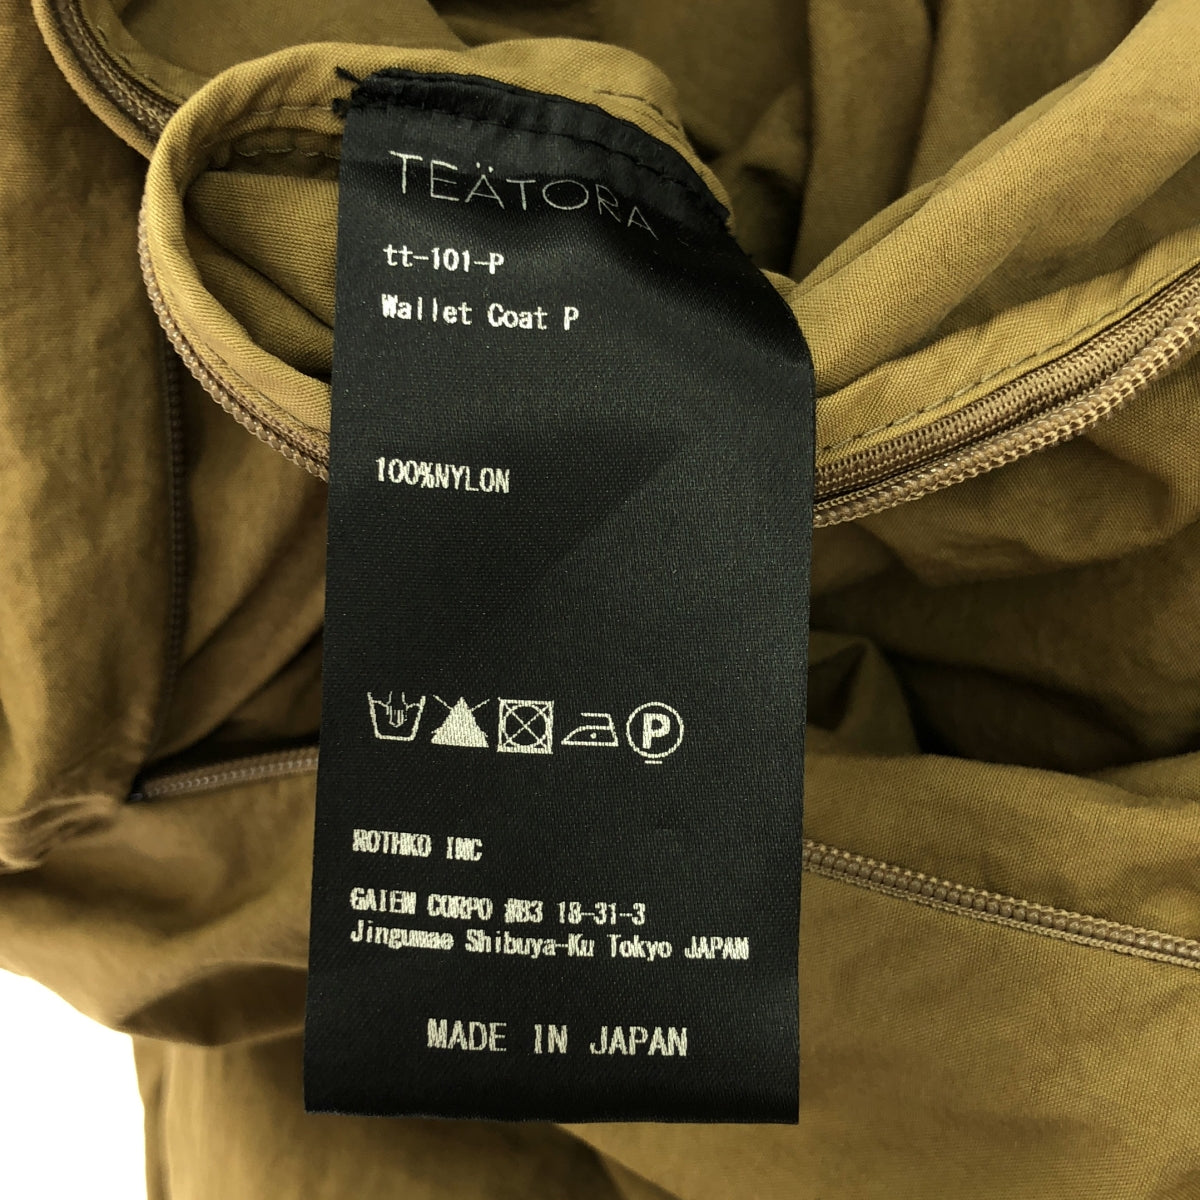 TEÄTORA
tt-101-P
Wallet Coat P
100%NYLON
P
ROTHKO INC
GAIEN CORPO #B3 18-31-3
Jingumae Shibuya-Ku Tokyo JAPAN
MADE IN JAPAN